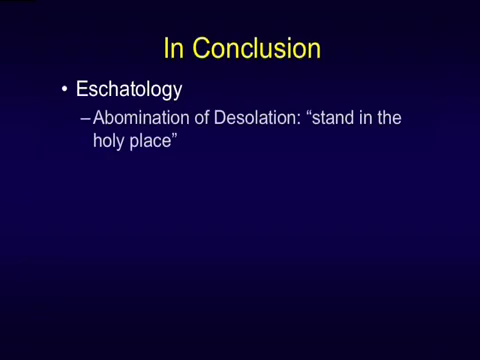 In Conclusion
• Eschatology
–Abomination of Desolation: “stand in the
holy place”